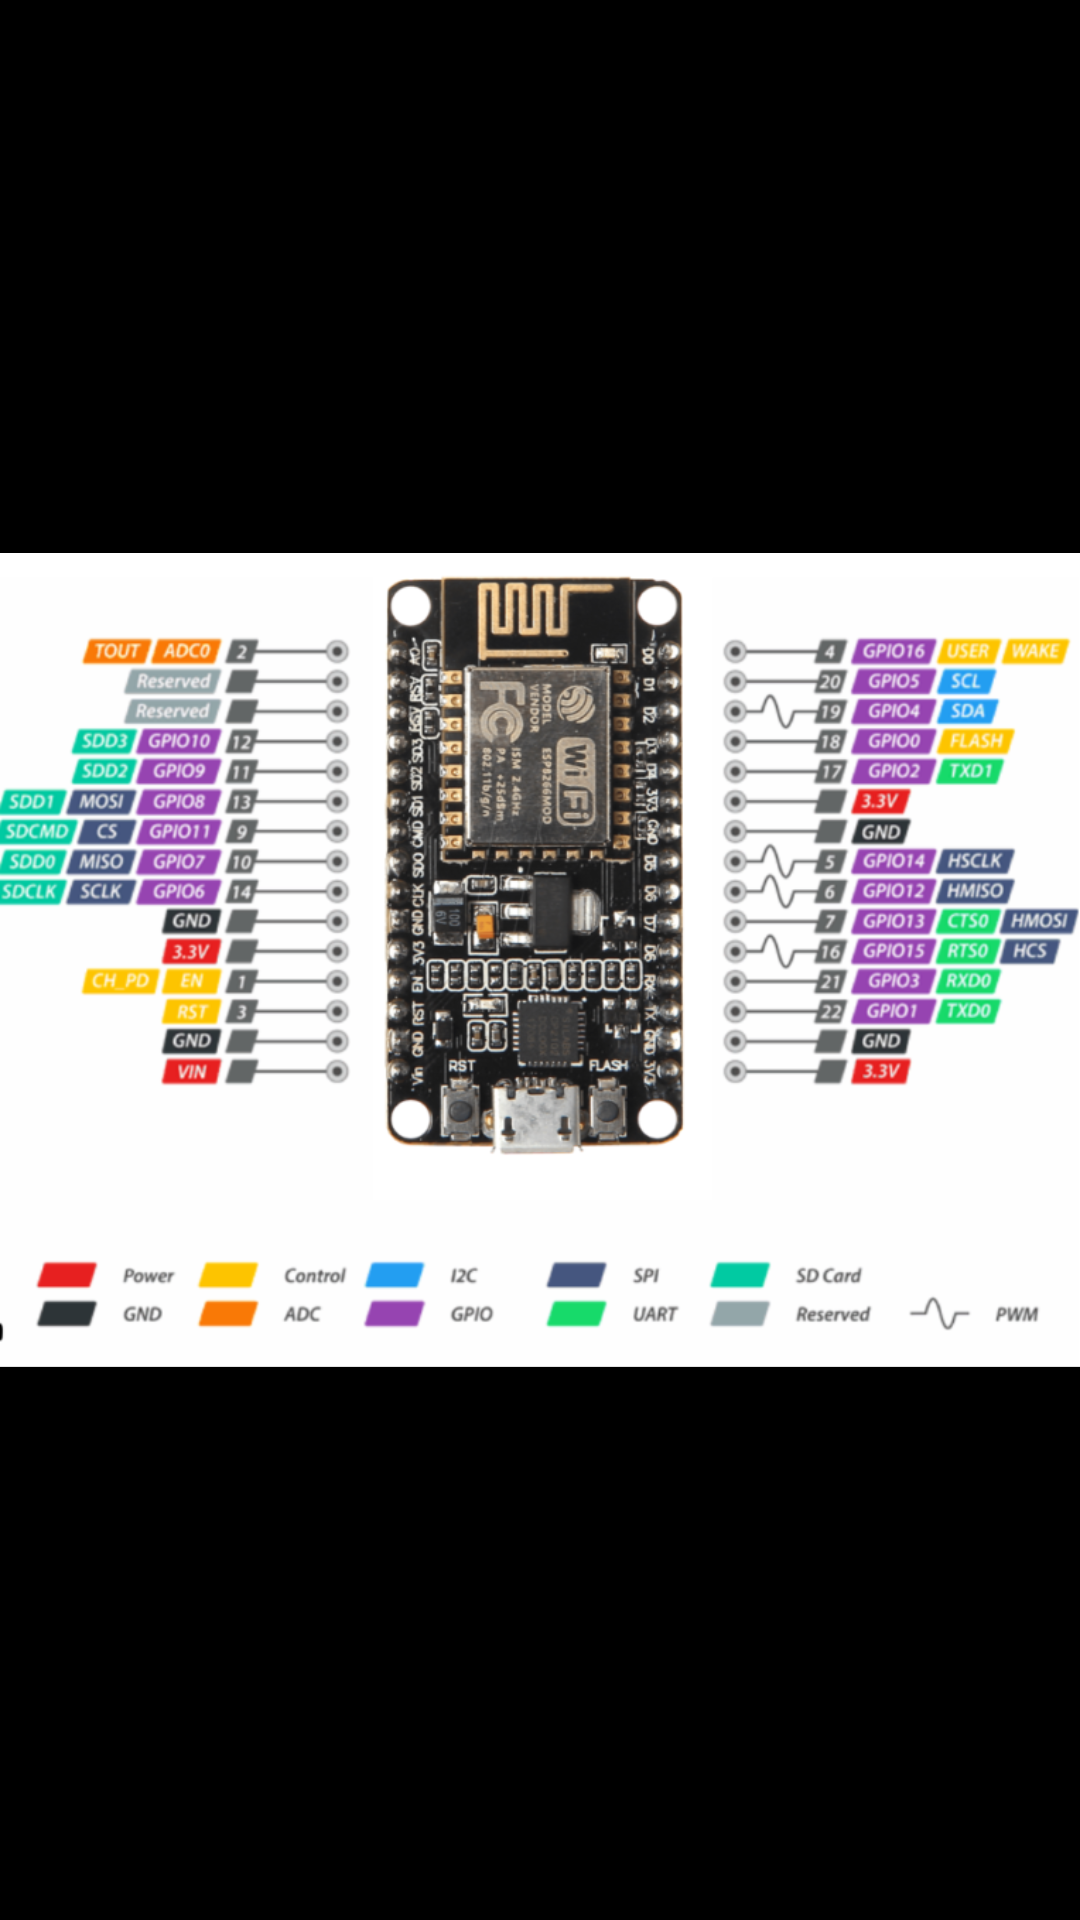 TOUT ADC0 2
Reserved
Reserved
SDD3 GPIO10 12
SDD2 GPIO9 11
SDD1 MOSI GPIO8 13
SDCMD CS GPIO11 9
SDD0 MISO GPIO7 10
SDCLK SCLK GPIO6 14
GND
3.3V
CH_PD EN 1
RST 3
GND
VIN
A0
RSV
RSV
SD3
SD2
SD1
CMD
SD0
CLK
GND
3V3
EN
RST
GND
Vin
MODEL
VENDOR
ESP8266MOD
WiFi
FC
ISM 2.4GHz
PA +25dBm
802.11b/g/n
100
6V
RST
FLASH
D0
D1
D2
D3
3V3
GND
D5
D6
D7
RX
TX
GND
3V3
4 GPIO16 USER WAKE
20 GPIO5 SCL
19 GPIO4 SDA
18 GPIO0 FLASH
17 GPIO2 TXD1
3.3V
GND
5 GPIO14 HSCLK
6 GPIO12 HMISO
7 GPIO13 CTS0 HMOSI
16 GPIO15 RTS0 HCS
21 GPIO3 RXD0
22 GPIO1 TXD0
GND
3.3V
Power Control I2C SPI SD Card
GND ADC GPIO UART Reserved PWM